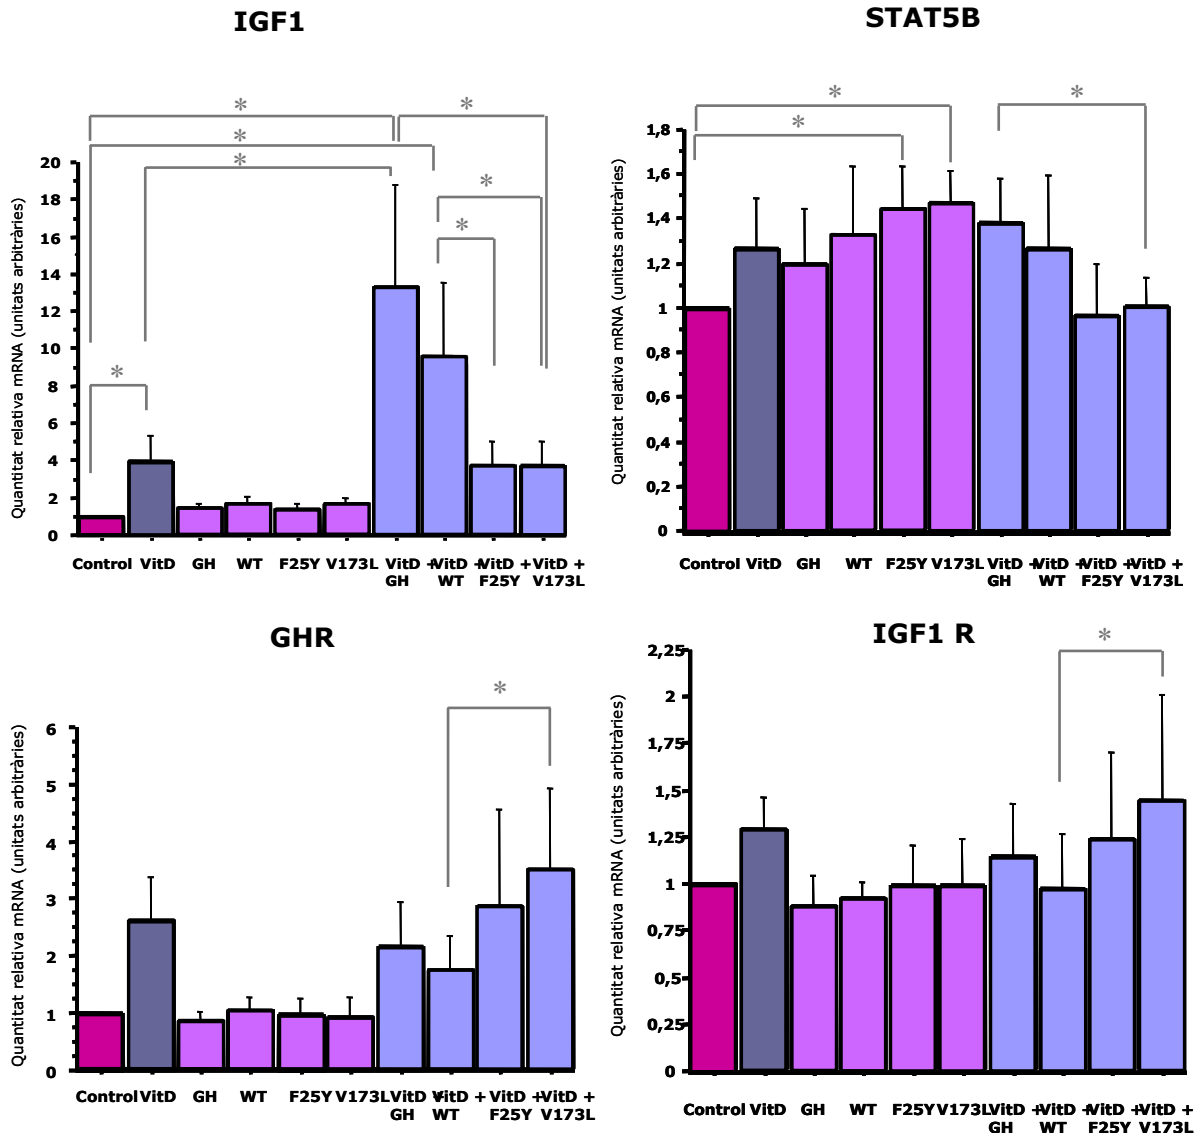 IGF1
Quantitat relativa mRNA (unitats arbitràries)
20
18
16
14
12
10
8
6
4
2
0
* * * * * * *
Control VitD GH WT F25Y V173L VitD + VitD + VitD + VitD +
GH WT F25Y V173L
STAT5B
Quantitat relativa mRNA (unitats arbitràries)
1,8
1,6
1,4
1,2
1
0,8
0,6
0,4
0,2
0
* * *
Control VitD GH WT F25Y V173L VitD + VitD + VitD + VitD +
GH WT F25Y V173L
GHR
Quantitat relativa mRNA (unitats arbitràries)
6
5
4
3
2
1
0
*
Control VitD GH WT F25Y V173L VitD + VitD + VitD + VitD +
GH WT F25Y V173L
IGF1 R
Quantitat relativa mRNA (unitats arbitràries)
2,25
2
1,75
1,5
1,25
1
0,75
0,5
0,25
0
*
Control VitD GH WT F25Y V173L VitD + VitD + VitD + VitD +
GH WT F25Y V173L